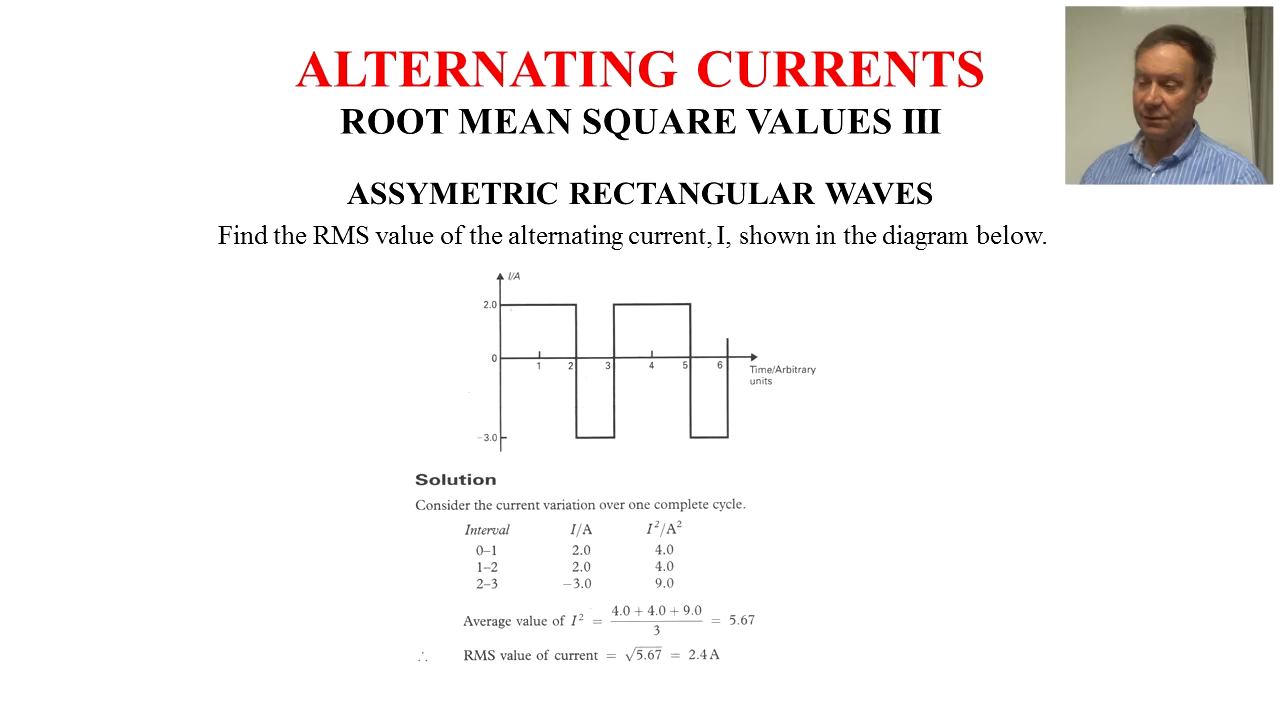 ALTERNATING CURRENTS
ROOT MEAN SQUARE VALUES III
ASSYMETRIC RECTANGULAR WAVES
Find the RMS value of the alternating current, I, shown in the diagram below.
I/A
2.0
0
1 2 3 4 5 6
Time/Arbitrary
units
−3.0
Solution
Consider the current variation over one complete cycle.
Interval I/A I²/A²
0–1 2.0 4.0
1–2 2.0 4.0
2–3 −3.0 9.0
Average value of I² = (4.0 + 4.0 + 9.0)/3 = 5.67
∴ RMS value of current = √5.67 = 2.4 A